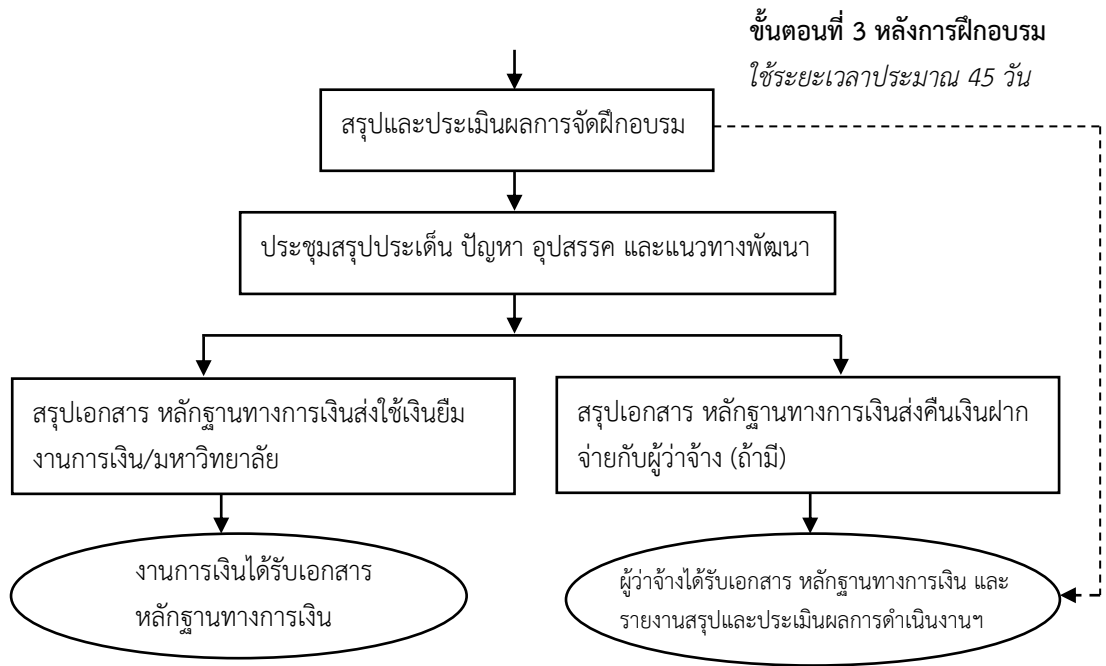 ขั้นตอนที่ 3 หลังการฝึกอบรม
ใช้ระยะเวลาประมาณ 45 วัน
สรุปและประเมินผลการจัดฝึกอบรม
ประชุมสรุปประเด็น ปัญหา อุปสรรค และแนวทางพัฒนา
สรุปเอกสาร หลักฐานทางการเงินส่งใช้เงินยืม
งานการเงิน/มหาวิทยาลัย
สรุปเอกสาร หลักฐานทางการเงินส่งคืนเงินฝาก
จ่ายกับผู้ว่าจ้าง (ถ้ามี)
งานการเงินได้รับเอกสาร
หลักฐานทางการเงิน
ผู้ว่าจ้างได้รับเอกสาร หลักฐานทางการเงิน และ
รายงานสรุปและประเมินผลการดำเนินงานฯ